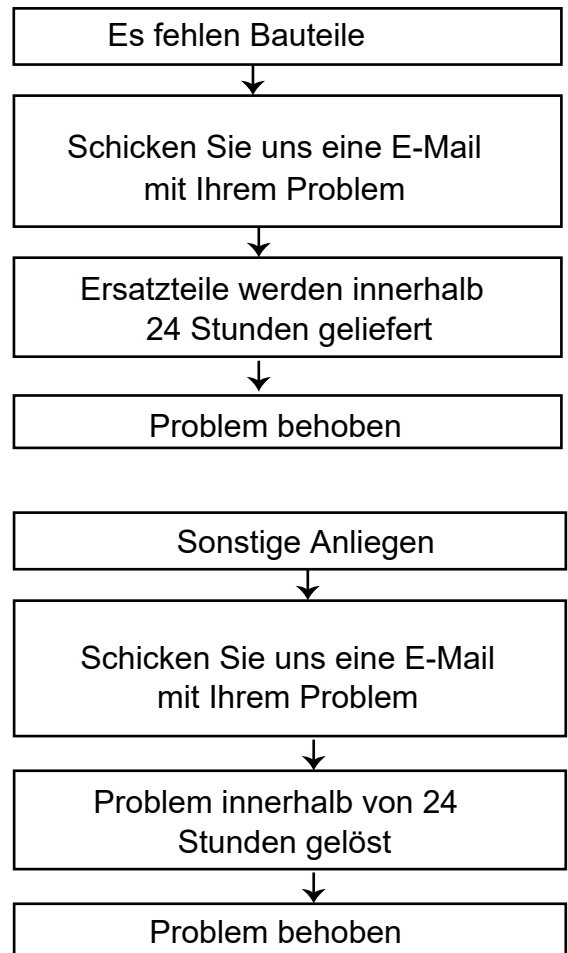 Es fehlen Bauteile
Schicken Sie uns eine E-Mail
mit Ihrem Problem
Ersatzteile werden innerhalb
24 Stunden geliefert
Problem behoben
Sonstige Anliegen
Schicken Sie uns eine E-Mail
mit Ihrem Problem
Problem innerhalb von 24
Stunden gelöst
Problem behoben